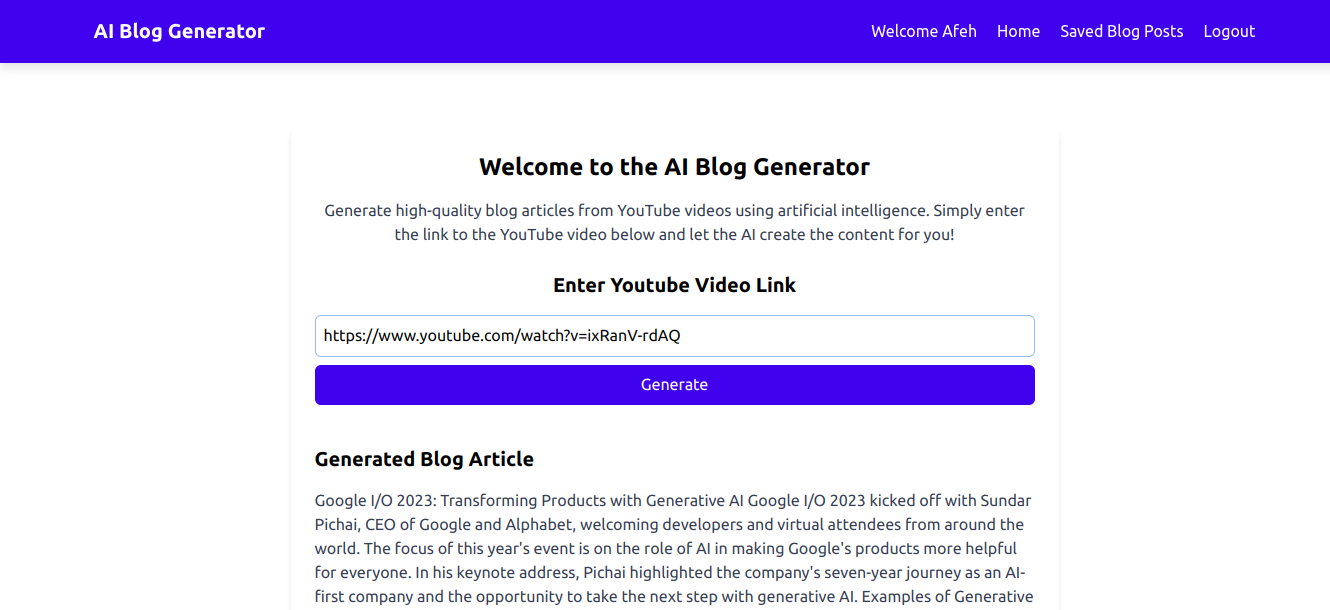 AI Blog Generator
Welcome Afeh
Home
Saved Blog Posts
Logout
Welcome to the AI Blog Generator
Generate high-quality blog articles from YouTube videos using artificial intelligence. Simply enter
the link to the YouTube video below and let the AI create the content for you!
Enter Youtube Video Link
https://www.youtube.com/watch?v=ixRanV-rdAQ
Generate
Generated Blog Article
Google I/O 2023: Transforming Products with Generative AI Google I/O 2023 kicked off with Sundar
Pichai, CEO of Google and Alphabet, welcoming developers and virtual attendees from around the
world. The focus of this year's event is on the role of AI in making Google's products more helpful
for everyone. In his keynote address, Pichai highlighted the company's seven-year journey as an AI-
first company and the opportunity to take the next step with generative AI. Examples of Generative